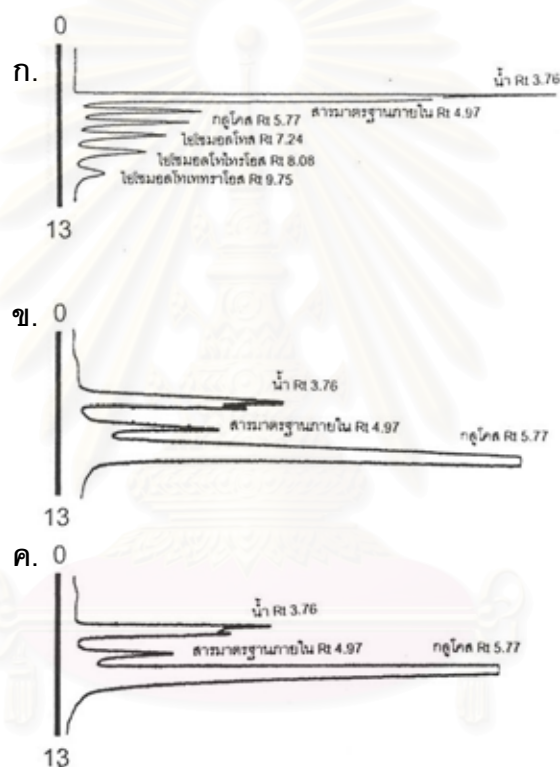 0
ก.
น้ำ Rt 3.76
สารมาตรฐานภายใน Rt 4.97
กลูโคส Rt 5.77
ไอโซมอลโทส Rt 7.24
ไอโซมอลโทไทรโอส Rt 8.08
ไอโซมอลโทเททราโอส Rt 9.75
13
ข.
0
น้ำ Rt 3.76
สารมาตรฐานภายใน Rt 4.97
กลูโคส Rt 5.77
13
ค.
0
น้ำ Rt 3.76
สารมาตรฐานภายใน Rt 4.97
กลูโคส Rt 5.77
13